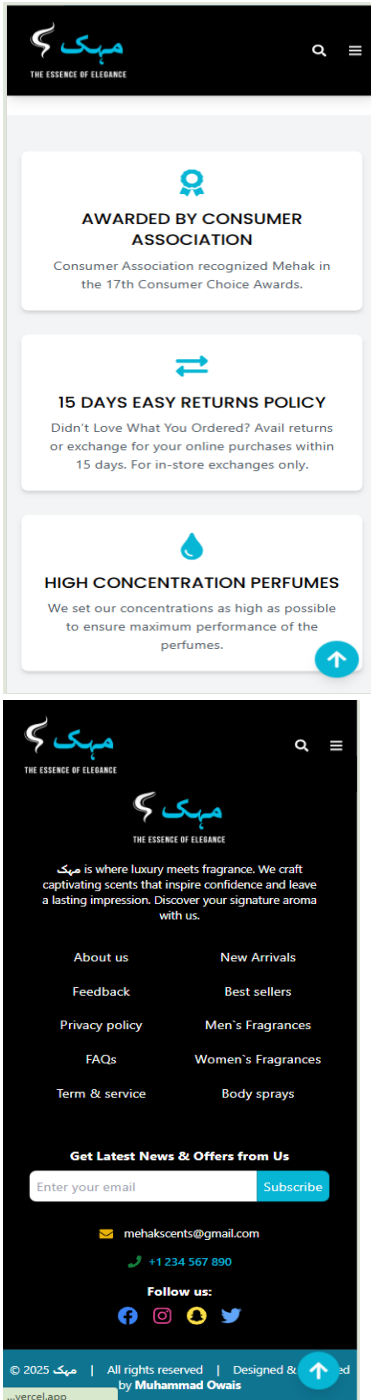 مہک
THE ESSENCE OF ELEGANCE
AWARDED BY CONSUMER
ASSOCIATION
Consumer Association recognized Mehak in
the 17th Consumer Choice Awards.
15 DAYS EASY RETURNS POLICY
Didn't Love What You Ordered? Avail returns
or exchange for your online purchases within
15 days. For in-store exchanges only.
HIGH CONCENTRATION PERFUMES
We set our concentrations as high as possible
to ensure maximum performance of the
perfumes.
مہک
THE ESSENCE OF ELEGANCE
مہک
THE ESSENCE OF ELEGANCE
مہک is where luxury meets fragrance. We craft
captivating scents that inspire confidence and leave
a lasting impression. Discover your signature aroma
with us.
About us New Arrivals
Feedback Best sellers
Privacy policy Men`s Fragrances
FAQs Women`s Fragrances
Term & service Body sprays
Get Latest News & Offers from Us
Enter your email Subscribe
mehakscents@gmail.com
+1 234 567 890
Follow us:
© 2025 مہک | All rights reserved | Designed &
by Muhammad Owais
...vercel.app